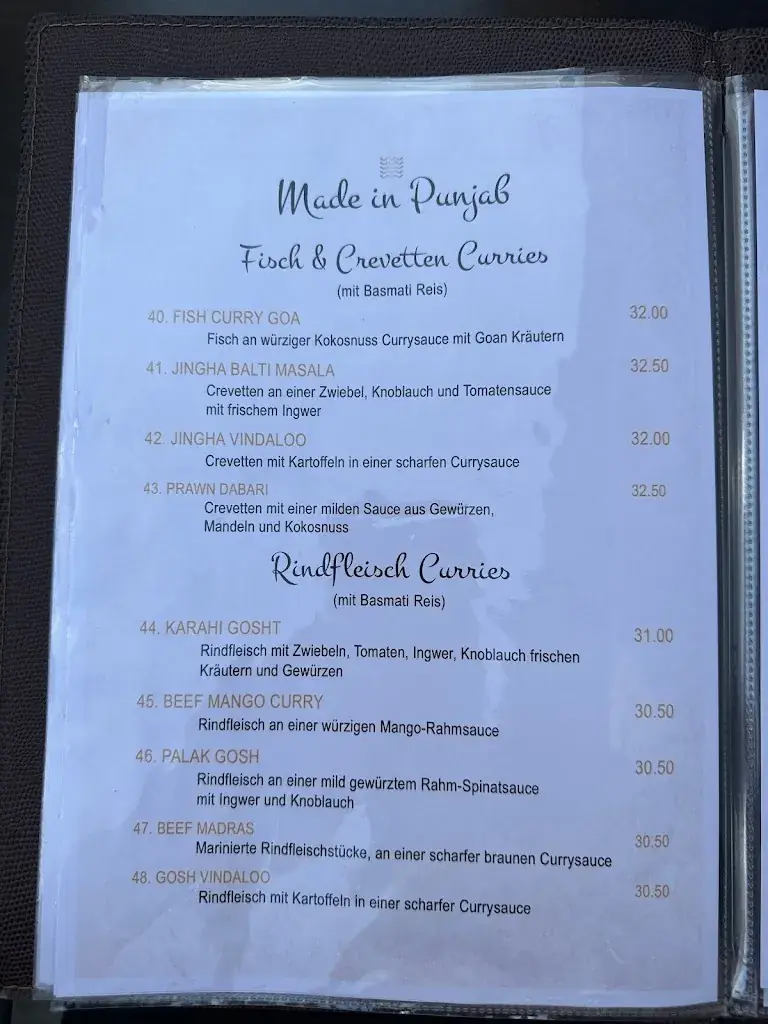 Made in Punjab
Fisch & Crevetten Curries
(mit Basmati Reis)
40. FISH CURRY GOA 32.00
Fisch an würziger Kokosnuss Currysauce mit Goan Kräutern
41. JINGHA BALTI MASALA 32.50
Crevetten an einer Zwiebel, Knoblauch und Tomatensauce
mit frischem Ingwer
42. JINGHA VINDALOO 32.00
Crevetten mit Kartoffeln in einer scharfen Currysauce
43. PRAWN DABARI 32.50
Crevetten mit einer milden Sauce aus Gewürzen,
Mandeln und Kokosnuss
Rindfleisch Curries
(mit Basmati Reis)
44. KARAHI GOSHT 31.00
Rindfleisch mit Zwiebeln, Tomaten, Ingwer, Knoblauch frischen
Kräutern und Gewürzen
45. BEEF MANGO CURRY 30.50
Rindfleisch an einer würzigen Mango-Rahmsauce
46. PALAK GOSH 30.50
Rindfleisch an einer mild gewürztem Rahm-Spinatsauce
mit Ingwer und Knoblauch
47. BEEF MADRAS 30.50
Marinierte Rindfleischstücke, an einer scharfer braunen Currysauce
48. GOSH VINDALOO 30.50
Rindfleisch mit Kartoffeln in einer scharfer Currysauce